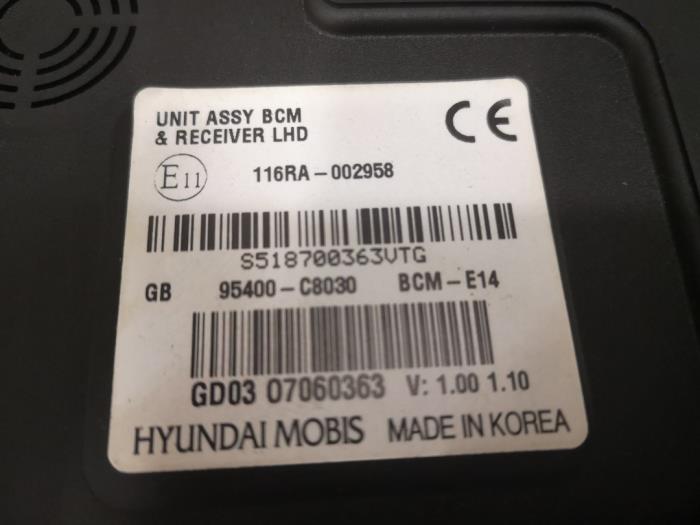 UNIT ASSY BCM
& RECEIVER LHD
CE
E11
116RA-002958
S518700363VTG
GB 95400-C8030 BCM-E14
GD03 07060363 V: 1.00 1.10
HYUNDAI MOBIS MADE IN KOREA